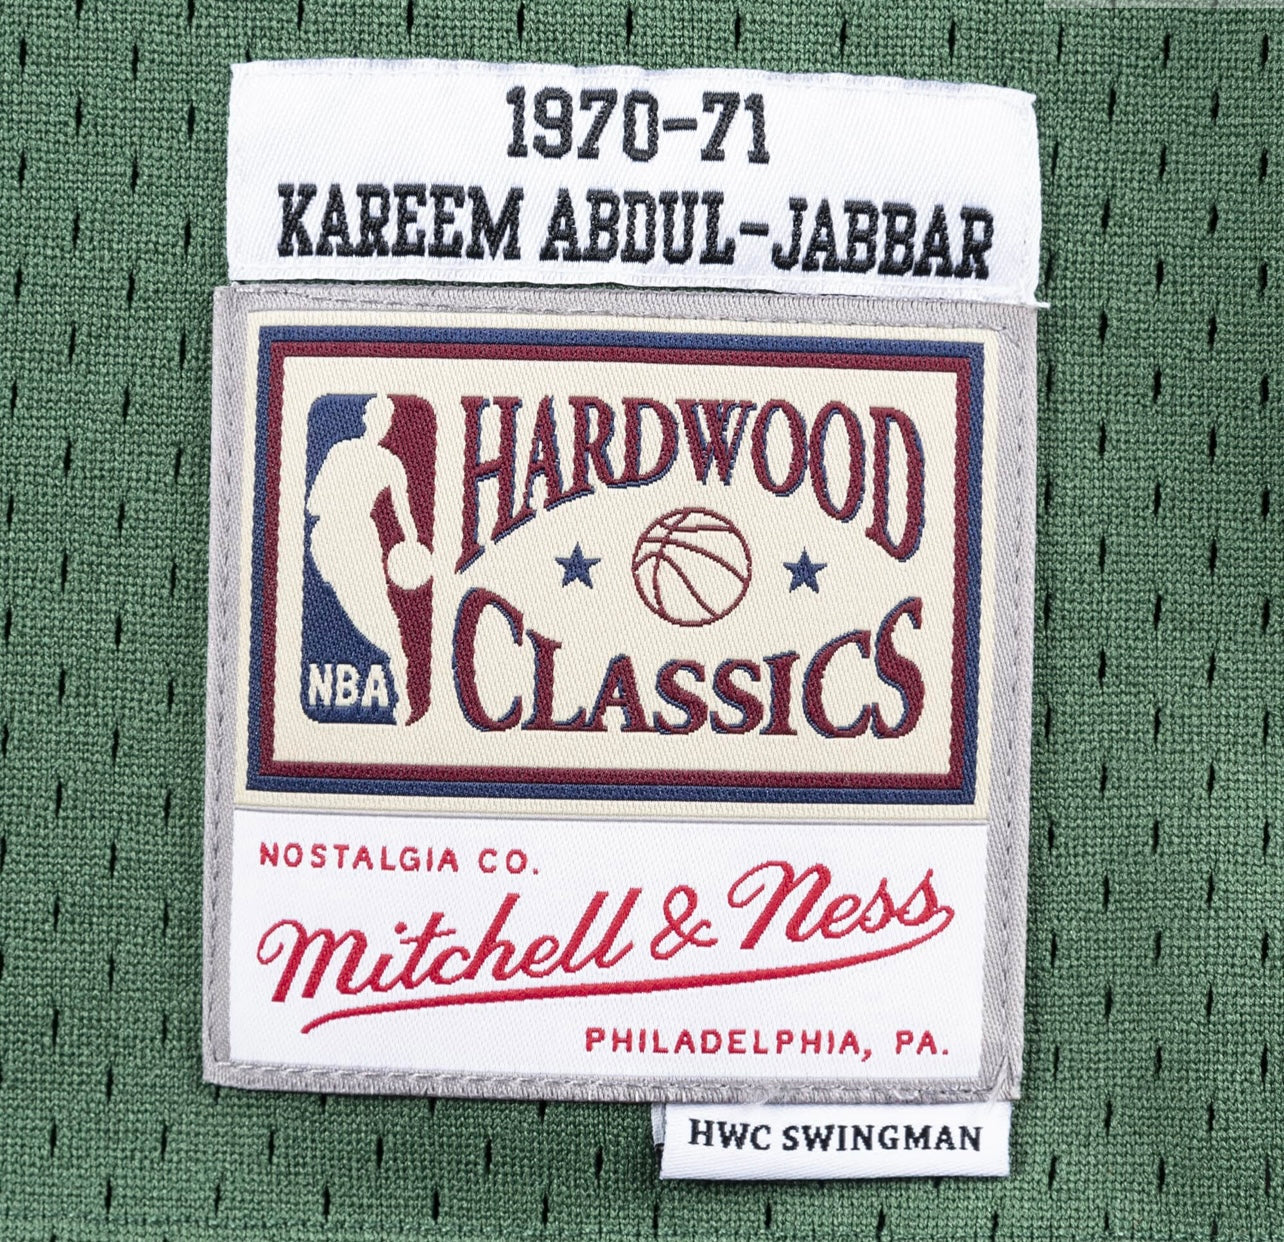 1970-71
KAREEM ABDUL-JABBAR
HARDWOOD
CLASSICS
NBA
NOSTALGIA CO.
Mitchell & Ness
PHILADELPHIA, PA.
HWC SWINGMAN